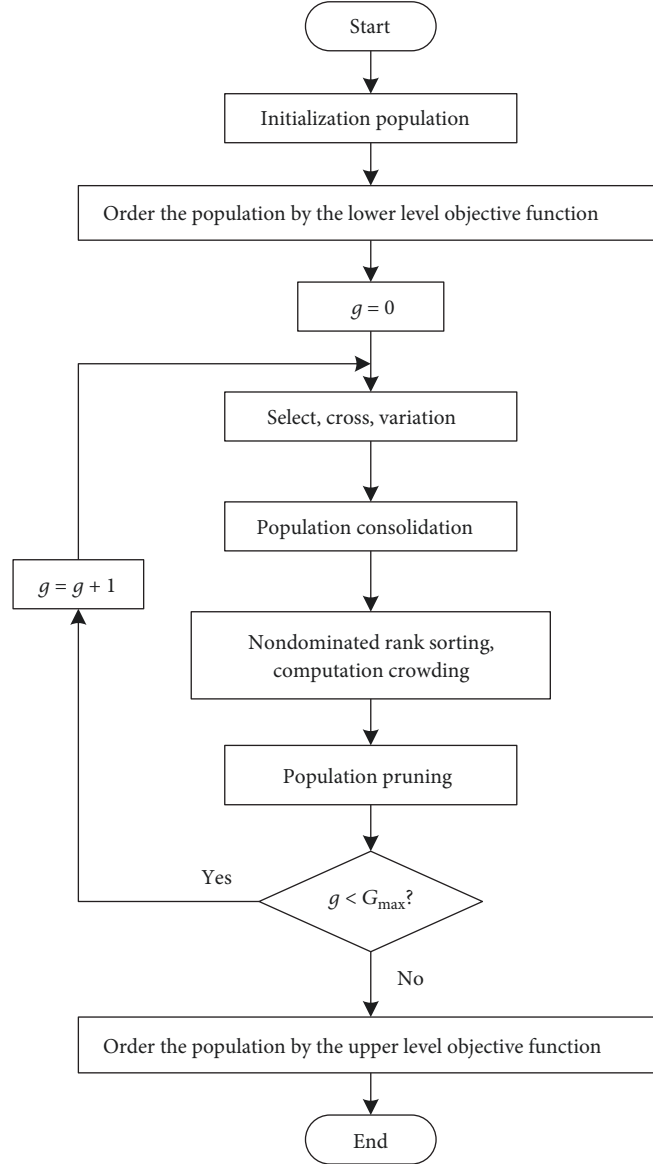 Start
Initialization population
Order the population by the lower level objective function
g = 0
Select, cross, variation
Population consolidation
g = g + 1
Nondominated rank sorting,
computation crowding
Population pruning
Yes
g < Gmax?
No
Order the population by the upper level objective function
End